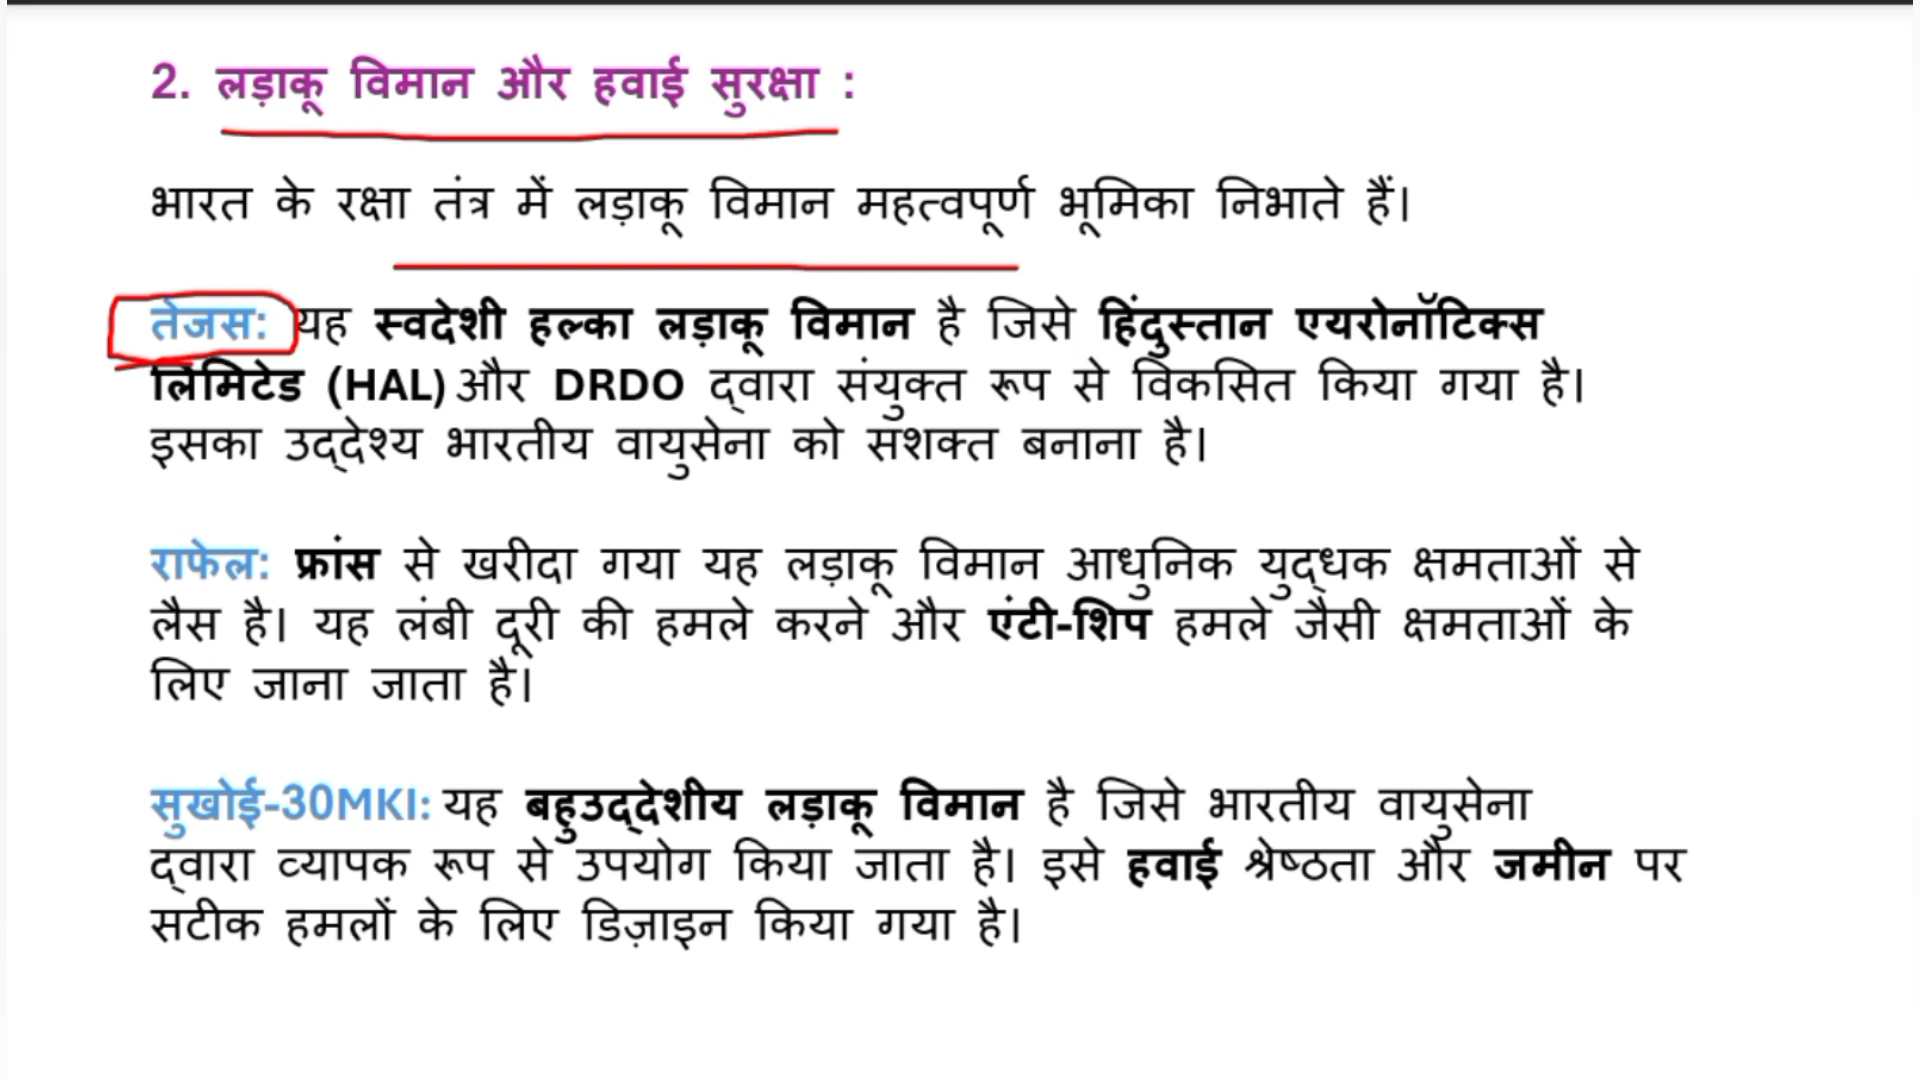 2. लड़ाकू विमान और हवाई सुरक्षा :
भारत के रक्षा तंत्र में लड़ाकू विमान महत्वपूर्ण भूमिका निभाते हैं।
तेजस: यह स्वदेशी हल्का लड़ाकू विमान है जिसे हिंदुस्तान एयरोनॉटिक्स
लिमिटेड (HAL) और DRDO द्वारा संयुक्त रूप से विकसित किया गया है।
इसका उद्देश्य भारतीय वायुसेना को सशक्त बनाना है।
राफेल: फ्रांस से खरीदा गया यह लड़ाकू विमान आधुनिक युद्धक क्षमताओं से
लैस है। यह लंबी दूरी की हमले करने और एंटी-शिप हमले जैसी क्षमताओं के
लिए जाना जाता है।
सुखोई-30MKI: यह बहुउद्देशीय लड़ाकू विमान है जिसे भारतीय वायुसेना
द्वारा व्यापक रूप से उपयोग किया जाता है। इसे हवाई श्रेष्ठता और जमीन पर
सटीक हमलों के लिए डिज़ाइन किया गया है।